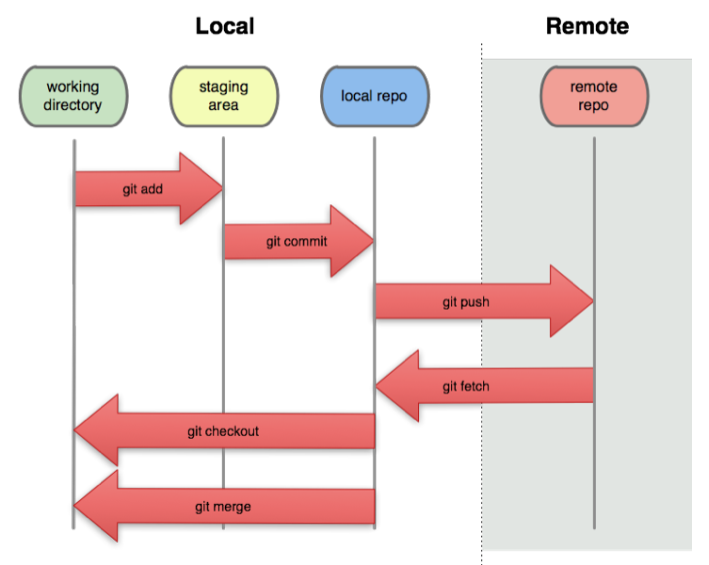 Local
Remote
working
directory
staging
area
local repo
remote
repo
git add
git commit
git push
git fetch
git checkout
git merge